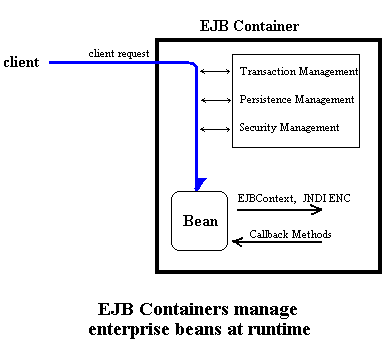 EJB Container
client
client request
Transaction Management
Persistence Management
Security Management
Bean
EJBContext, JNDI ENC
Callback Methods
EJB Containers manage
enterprise beans at runtime